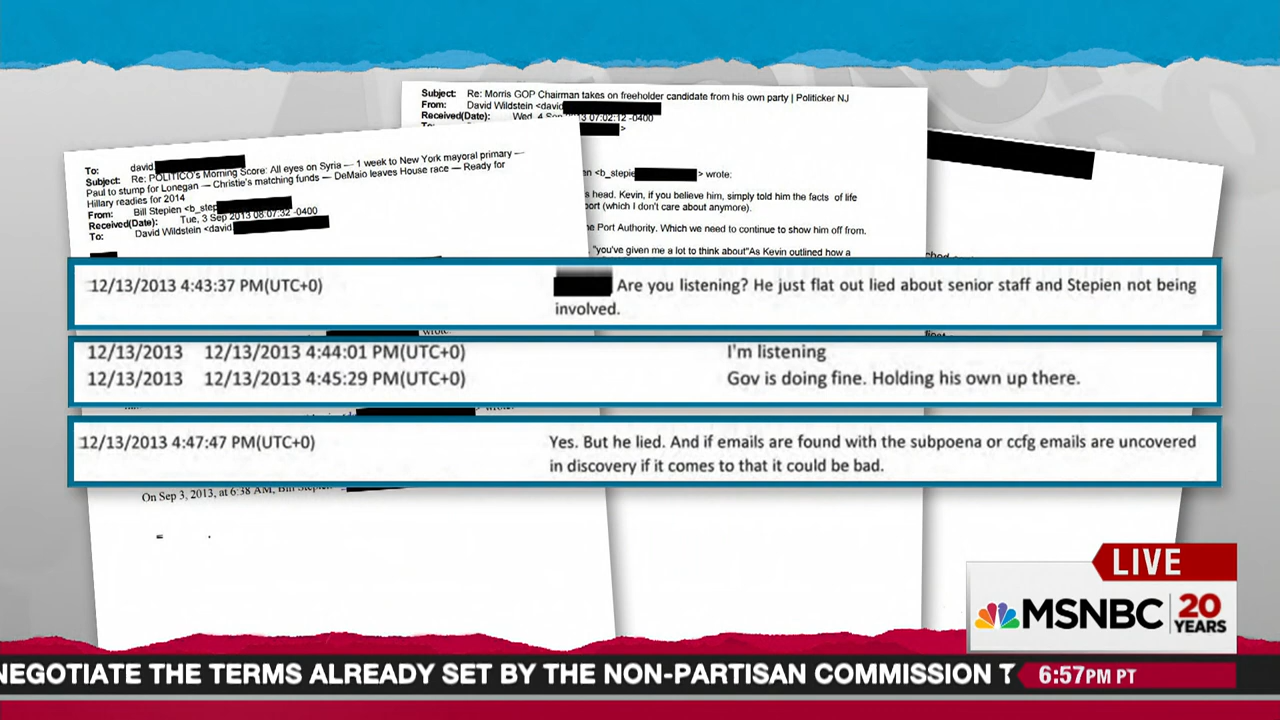 Subject: Re: Morris GOP Chairman takes on freeholder candidate from his own party | Politicker NJ
From: David Wildstein <david
Received(Date): Wed, 4 Sep 3 07:02:12 -0400
>
To: david
Subject: Re: POLITICO's Morning Score: All eyes on Syria — 1 week to New York mayoral primary —
Paul to stump for Lonegan — Christie's matching funds — DeMaio leaves House race — Ready for
Hillary readies for 2014
From: Bill Stepien <b_step
Received(Date): Tue, 3 Sep 2013 08:07:32 -0400
To: David Wildstein <david
en <b_stepie > wrote:
s head. Kevin, if you believe him, simply told him the facts of life
ort (which I don't care about anymore).
he Port Authority. Which we need to continue to show him off from.
"you've given me a lot to think about"As Kevin outlined how a
12/13/2013 4:43:37 PM(UTC+0) Are you listening? He just flat out lied about senior staff and Stepien not being
involved.
wrote:
12/13/2013 12/13/2013 4:44:01 PM(UTC+0) I'm listening
12/13/2013 12/13/2013 4:45:29 PM(UTC+0) Gov is doing fine. Holding his own up there.
12/13/2013 4:47:47 PM(UTC+0) Yes. But he lied. And if emails are found with the subpoena or ccfg emails are uncovered
in discovery if it comes to that it could be bad.
On Sep 3, 2013, at 6:38 AM, Bill Stepien
LIVE
MSNBC 20 YEARS
NEGOTIATE THE TERMS ALREADY SET BY THE NON-PARTISAN COMMISSION T
6:57PM PT